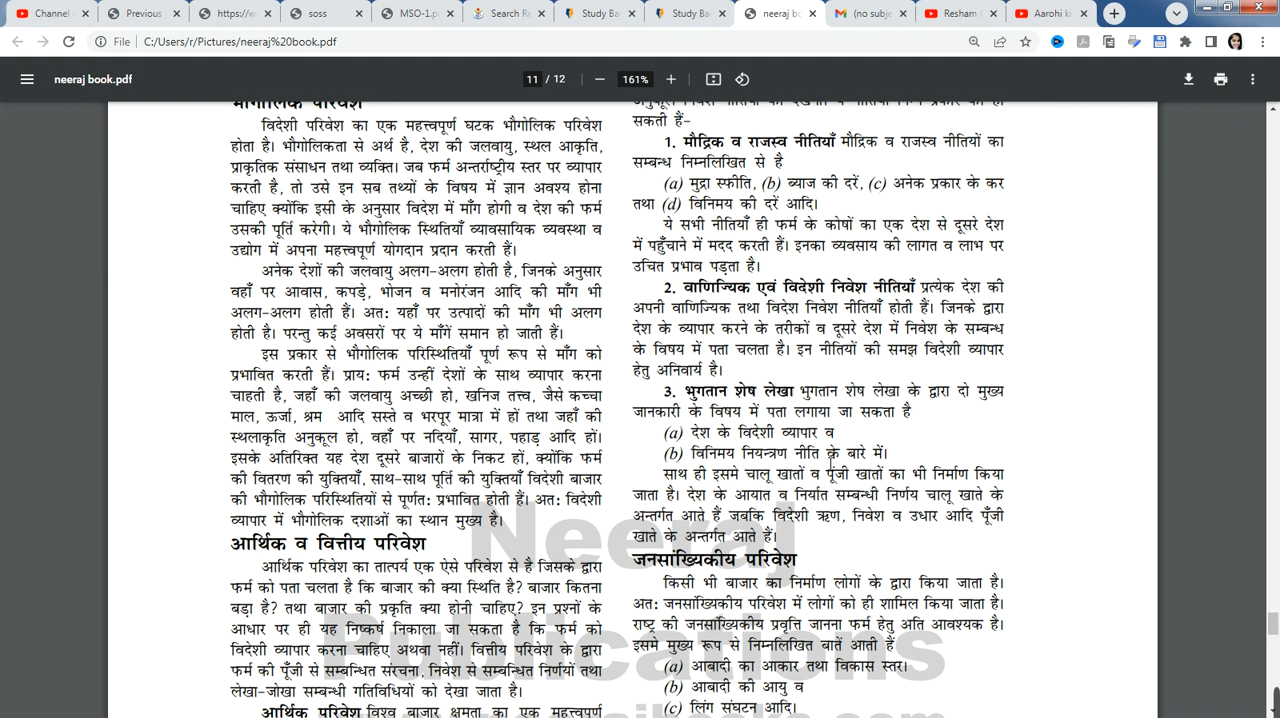 Channel c
Previous
https://w
soss
MSO-1.p
Search Re
Study Ba
Study Ba
neeraj bo
(no subje
Resham
Aarohi ki
File C:/Users/r/Pictures/neeraj%20book.pdf
neeraj book.pdf
11 / 12
161%
भौगोलिक परिवेश
विदेशी परिवेश का एक महत्त्वपूर्ण घटक भौगोलिक परिवेश
होता है। भौगोलिकता से अर्थ है, देश की जलवायु, स्थल आकृति,
प्राकृतिक संसाधन तथा व्यक्ति। जब फर्म अन्तर्राष्ट्रीय स्तर पर व्यापार
करती है, तो उसे इन सब तथ्यों के विषय में ज्ञान अवश्य होना
चाहिए क्योंकि इसी के अनुसार विदेश में माँग होगी व देश की फर्म
उसकी पूर्ति करेगी। ये भौगोलिक स्थितियाँ व्यावसायिक व्यवस्था व
उद्योग में अपना महत्त्वपूर्ण योगदान प्रदान करती हैं।
अनेक देशों की जलवायु अलग-अलग होती है, जिनके अनुसार
वहाँ पर आवास, कपड़े, भोजन व मनोरंजन आदि की माँग भी
अलग-अलग होती हैं। अत: यहाँ पर उत्पादों की माँग भी अलग
होती है। परन्तु कई अवसरों पर ये माँगें समान हो जाती हैं।
इस प्रकार से भौगोलिक परिस्थितियाँ पूर्ण रूप से माँग को
प्रभावित करती हैं। प्राय: फर्म उन्हीं देशों के साथ व्यापार करना
चाहती है, जहाँ की जलवायु अच्छी हो, खनिज तत्त्व, जैसे कच्चा
माल, ऊर्जा, श्रम आदि सस्ते व भरपूर मात्रा में हों तथा जहाँ की
स्थलाकृति अनुकूल हो, वहाँ पर नदियाँ, सागर, पहाड़ आदि हों।
इसके अतिरिक्त यह देश दूसरे बाजारों के निकट हों, क्योंकि फर्म
की वितरण की युक्तियाँ, साथ-साथ पूर्ति की युक्तियाँ विदेशी बाजार
की भौगोलिक परिस्थितियों से पूर्णत: प्रभावित होती हैं। अत: विदेशी
व्यापार में भौगोलिक दशाओं का स्थान मुख्य है।
आर्थिक व वित्तीय परिवेश
आर्थिक परिवेश का तात्पर्य एक ऐसे परिवेश से है जिसके द्वारा
फर्म को पता चलता है कि बाजार की क्या स्थिति है? बाजार कितना
बड़ा है? तथा बाजार की प्रकृति क्या होनी चाहिए? इन प्रश्नों के
आधार पर ही यह निष्कर्ष निकाला जा सकता है कि फर्म को
विदेशी व्यापार करना चाहिए अथवा नहीं। वित्तीय परिवेश के द्वारा
फर्म की पूँजी से सम्बन्धित संरचना, निवेश से सम्बन्धित निर्णयों तथा
लेखा-जोखा सम्बन्धी गतिविधियों को देखा जाता है।
आर्थिक परिवेश विश्व बाजार क्षमता का एक महत्त्वपूर्ण
सकती हैं-
1. मौद्रिक व राजस्व नीतियाँ मौद्रिक व राजस्व नीतियों का
सम्बन्ध निम्नलिखित से है
(a) मुद्रा स्फीति, (b) ब्याज की दरें, (c) अनेक प्रकार के कर
तथा (d) विनिमय की दरें आदि।
ये सभी नीतियाँ ही फर्म के कोषों का एक देश से दूसरे देश
में पहुँचाने में मदद करती हैं। इनका व्यवसाय की लागत व लाभ पर
उचित प्रभाव पड़ता है।
2. वाणिज्यिक एवं विदेशी निवेश नीतियाँ प्रत्येक देश की
अपनी वाणिज्यिक तथा विदेश निवेश नीतियाँ होती हैं। जिनके द्वारा
देश के व्यापार करने के तरीकों व दूसरे देश में निवेश के सम्बन्ध
के विषय में पता चलता है। इन नीतियों की समझ विदेशी व्यापार
हेतु अनिवार्य है।
3. भुगतान शेष लेखा भुगतान शेष लेखा के द्वारा दो मुख्य
जानकारी के विषय में पता लगाया जा सकता है
(a) देश के विदेशी व्यापार व
(b) विनिमय नियन्त्रण नीति के बारे में।
साथ ही इसमे चालू खातों व पूंजी खातों का भी निर्माण किया
जाता है। देश के आयात व निर्यात सम्बन्धी निर्णय चालू खाते के
अन्तर्गत आते हैं जबकि विदेशी ऋण, निवेश व उधार आदि पूँजी
खाते के अन्तर्गत आते हैं।
जनसांख्यिकीय परिवेश
किसी भी बाजार का निर्माण लोगों के द्वारा किया जाता है।
अत: जनसांख्यिकीय परिवेश में लोगों को ही शामिल किया जाता है।
राष्ट्र की जनसांख्यिकीय प्रवृत्ति जानना फर्म हेतु अति आवश्यक है।
इसमे मुख्य रूप से निम्नलिखित बातें आती हैं
(a) आबादी का आकार तथा विकास स्तर।
(b) आबादी की आयु व
(c) लिंग संघटन आदि।
Neeraj
Publications